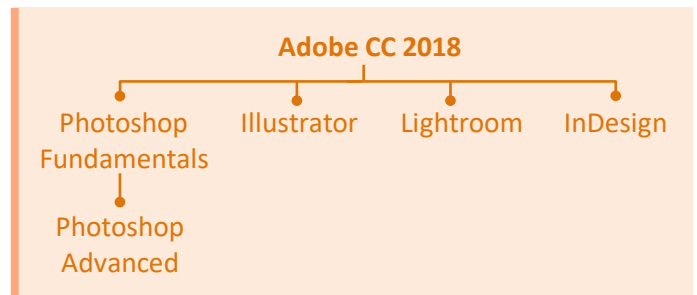 Adobe CC 2018
Photoshop
Fundamentals
Illustrator
Lightroom
InDesign
Photoshop
Advanced